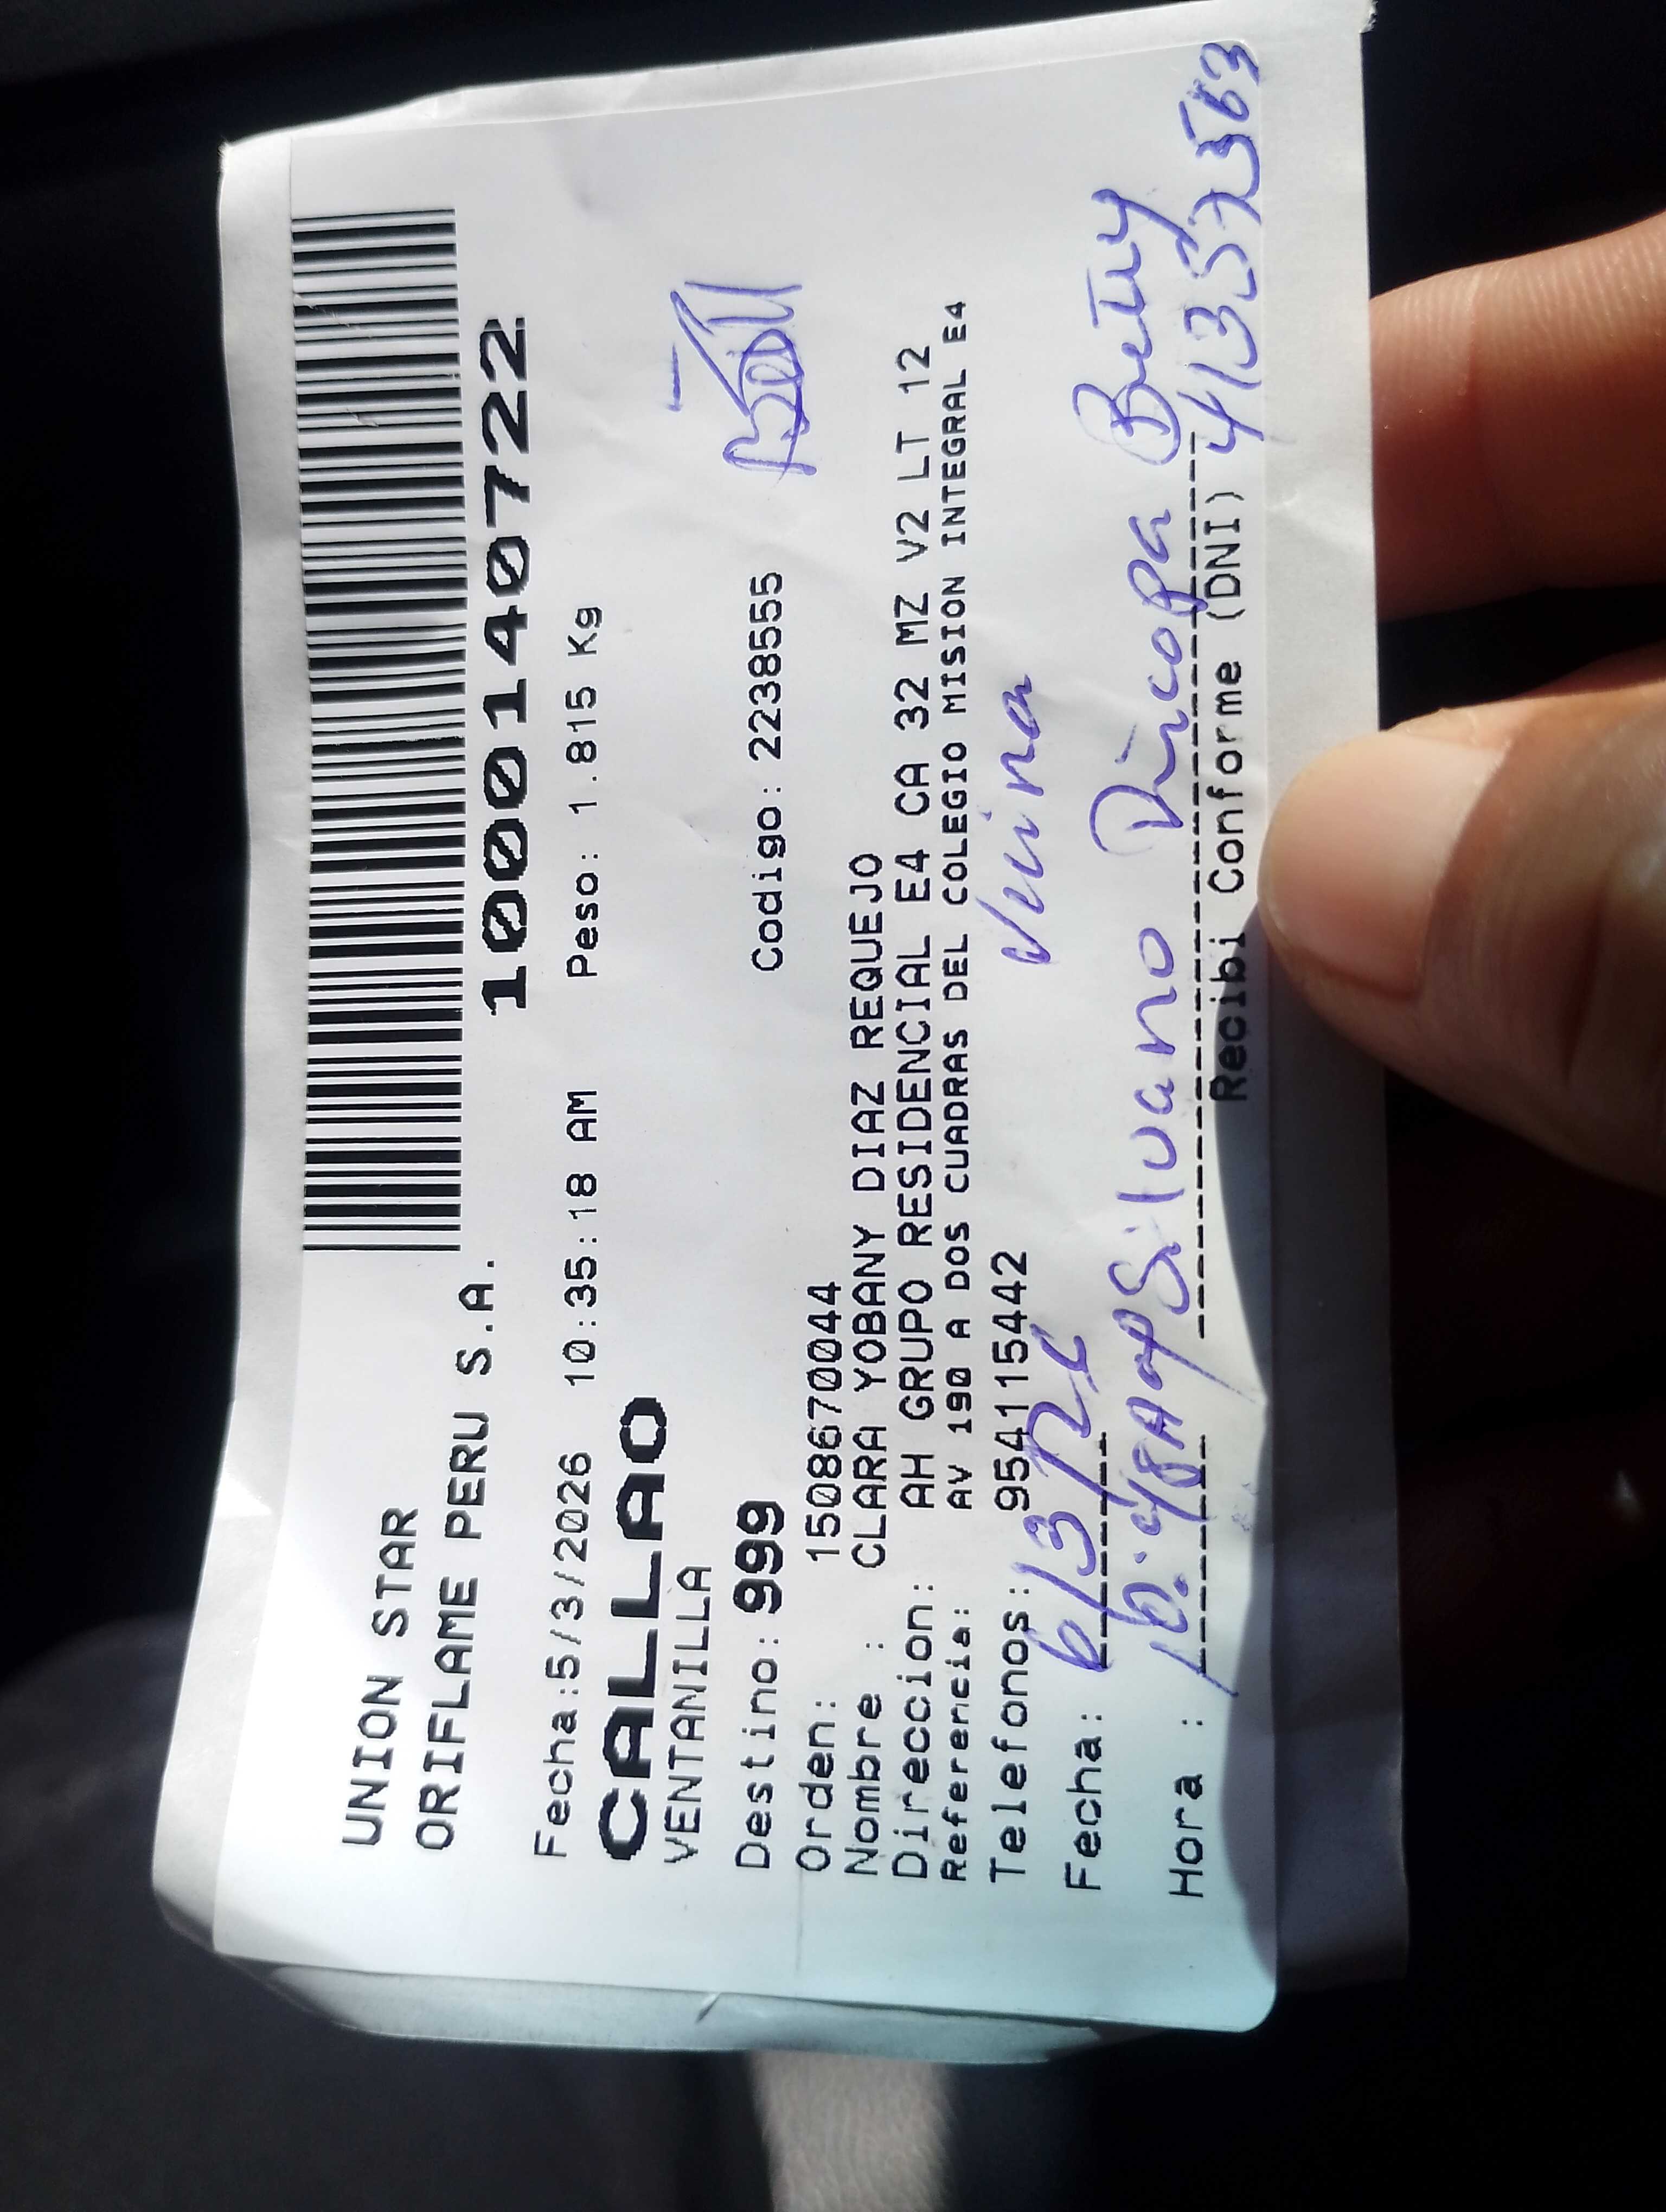 UNION STAR
ORIFLAME PERU S.A.
1000140722
Fecha:5/3/2026 10:35:18 AM Peso: 1.815 Kg
CALLAO
VENTANILLA
Destino: 999 Codigo: 2238555
Orden: 1508670044
Nombre : CLARA YOBANY DIAZ REQUEJO
Direccion: AH GRUPO RESIDENCIAL E4 CA 32 MZ V2 LT 12
Referencia: AV 190 A DOS CUADRAS DEL COLEGIO MISION INTEGRAL E4
Telefonos: 954115442
Fecha: 6/3/26
Hora : Silvano Betty
Recibi Conforme (DNI)